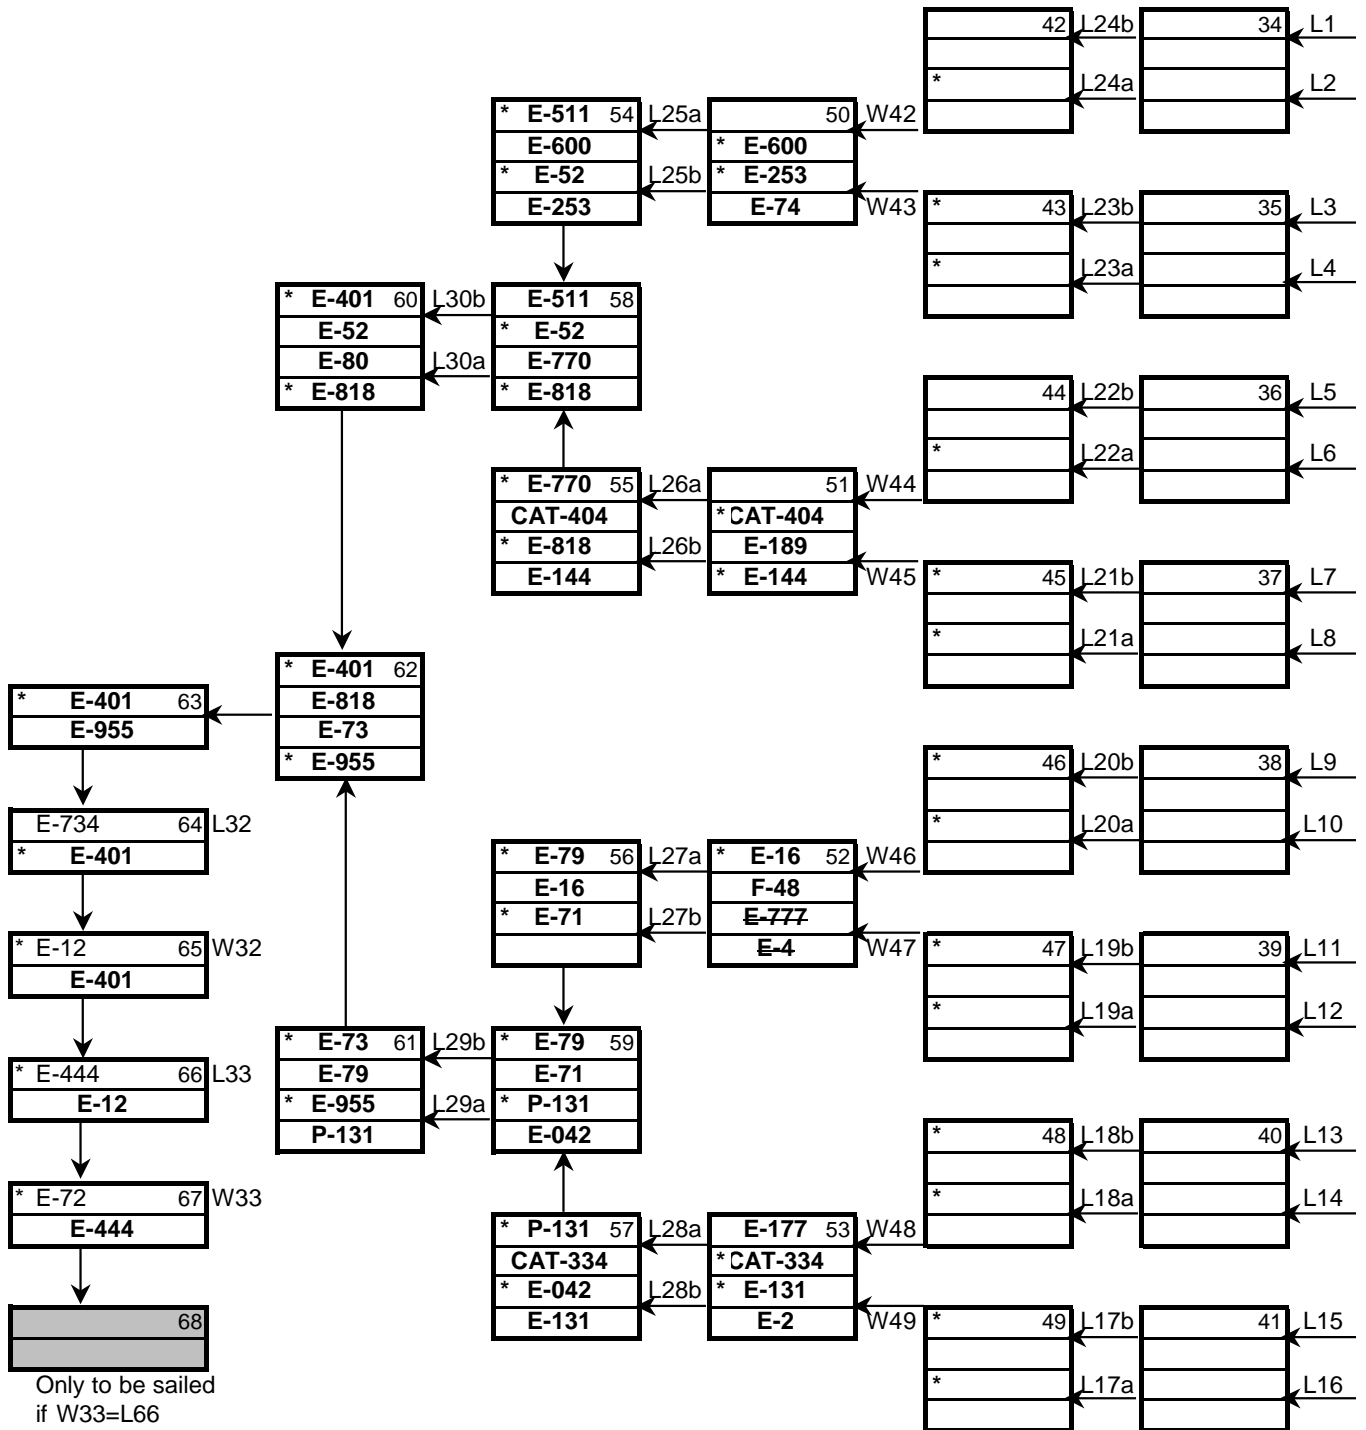 42 L24b 34 L1
* L24a L2
* E-511 54 L25a 50 W42
E-600 * E-600
* E-52 L25b * E-253
E-253 E-74 W43
* 43 L23b 35 L3
* L23a L4
* E-401 60 L30b E-511 58
E-52 * E-52
E-80 L30a E-770
* E-818 * E-818
44 L22b 36 L5
* L22a L6
* E-770 55 L26a 51 W44
CAT-404 * CAT-404
* E-818 L26b E-189
E-144 * E-144 W45
* 45 L21b 37 L7
* L21a L8
* E-401 62
E-818
E-73
* E-955
* E-401 63
E-955
* 46 L20b 38 L9
* L20a L10
E-734 64 L32
* E-401
* E-79 56 L27a * E-16 52 W46
E-16 F-48
* E-71 L27b E-777
E-4 W47
* 47 L19b 39 L11
* L19a L12
* E-12 65 W32
E-401
* E-73 61 L29b * E-79 59
E-79 E-71
* E-955 L29a * P-131
P-131 E-042
* E-444 66 L33
E-12
* 48 L18b 40 L13
* L18a L14
* E-72 67 W33
E-444
* P-131 57 L28a E-177 53 W48
CAT-334 * CAT-334
* E-042 L28b * E-131
E-131 E-2 W49
* 49 L17b 41 L15
* L17a L16
68
Only to be sailed
if W33=L66